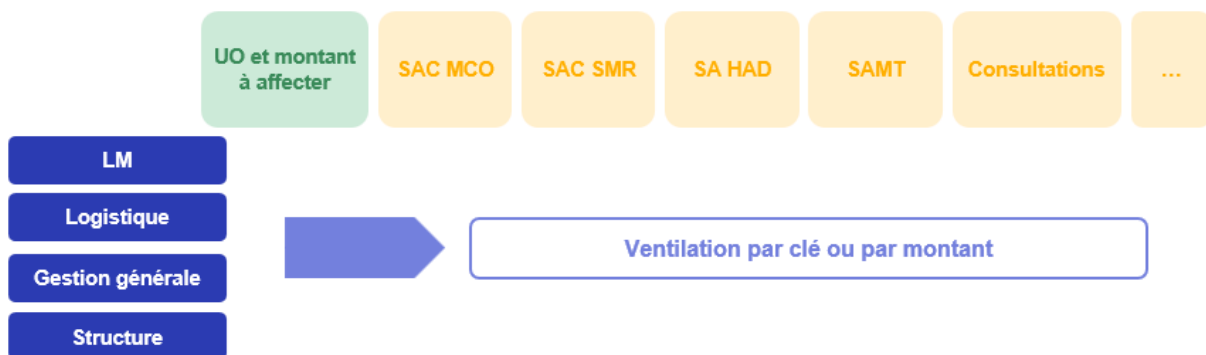 UO et montant
à affecter
SAC MCO
SAC SMR
SA HAD
SAMT
Consultations
...
LM
Logistique
Gestion générale
Structure
Ventilation par clé ou par montant